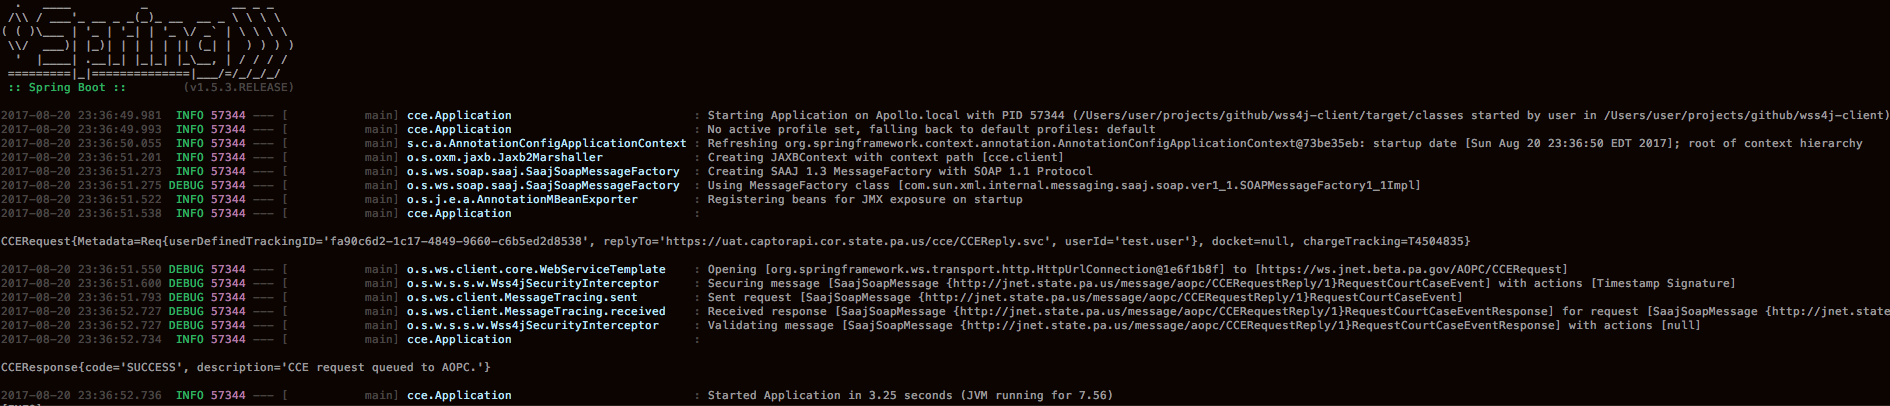 .   ____          _            __ _ _
 /\\ / ___'_ __ _ _(_)_ __  __ _ \ \ \ \
( ( )\___ | '_ | '_| | '_ \/ _` | \ \ \ \
 \\/  ___)| |_)| | | | | || (_| |  ) ) ) )
  '  |____| .__|_| |_|_| |_\__, | / / / /
 =========|_|==============|___/=/_/_/_/
 :: Spring Boot ::        (v1.5.3.RELEASE)
2017-08-20 23:36:49.981  INFO 57344 --- [           main] cce.Application                          : Starting Application on Apollo.local with PID 57344 (/Users/user/projects/github/wss4j-client/target/classes started by user in /Users/user/projects/github/wss4j-client)
2017-08-20 23:36:49.993  INFO 57344 --- [           main] cce.Application                          : No active profile set, falling back to default profiles: default
2017-08-20 23:36:50.055  INFO 57344 --- [           main] s.c.a.AnnotationConfigApplicationContext : Refreshing org.springframework.context.annotation.AnnotationConfigApplicationContext@73be35eb: startup date [Sun Aug 20 23:36:50 EDT 2017]; root of context hierarchy
2017-08-20 23:36:51.201  INFO 57344 --- [           main] o.s.oxm.jaxb.Jaxb2Marshaller             : Creating JAXBContext with context path [cce.client]
2017-08-20 23:36:51.273  INFO 57344 --- [           main] o.s.ws.soap.saaj.SaajSoapMessageFactory  : Creating SAAJ 1.3 MessageFactory with SOAP 1.1 Protocol
2017-08-20 23:36:51.275 DEBUG 57344 --- [           main] o.s.ws.soap.saaj.SaajSoapMessageFactory  : Using MessageFactory class [com.sun.xml.internal.messaging.saaj.soap.ver1_1.SOAPMessageFactory1_1Impl]
2017-08-20 23:36:51.522  INFO 57344 --- [           main] o.s.j.e.a.AnnotationMBeanExporter        : Registering beans for JMX exposure on startup
2017-08-20 23:36:51.538  INFO 57344 --- [           main] cce.Application                          :
CCERequest{Metadata=Req{userDefinedTrackingID='fa90c6d2-1c17-4849-9660-c6b5ed2d8538', replyTo='https://uat.captorapi.cor.state.pa.us/cce/CCEReply.svc', userId='test.user'}, docket=null, chargeTracking=T4504835}
2017-08-20 23:36:51.550 DEBUG 57344 --- [           main] o.s.ws.client.core.WebServiceTemplate    : Opening [org.springframework.ws.transport.http.HttpUrlConnection@1e6f1b8f] to [https://ws.jnet.beta.pa.gov/AOPC/CCERequest]
2017-08-20 23:36:51.600 DEBUG 57344 --- [           main] o.s.w.s.s.w.Wss4jSecurityInterceptor     : Securing message [SaajSoapMessage {http://jnet.state.pa.us/message/aopc/CCERequestReply/1}RequestCourtCaseEvent] with actions [Timestamp Signature]
2017-08-20 23:36:51.793 DEBUG 57344 --- [           main] o.s.ws.client.MessageTracing.sent        : Sent request [SaajSoapMessage {http://jnet.state.pa.us/message/aopc/CCERequestReply/1}RequestCourtCaseEvent]
2017-08-20 23:36:52.727 DEBUG 57344 --- [           main] o.s.ws.client.MessageTracing.received    : Received response [SaajSoapMessage {http://jnet.state.pa.us/message/aopc/CCERequestReply/1}RequestCourtCaseEventResponse] for request [SaajSoapMessage {http://jnet.state
2017-08-20 23:36:52.727 DEBUG 57344 --- [           main] o.s.w.s.s.w.Wss4jSecurityInterceptor     : Validating message [SaajSoapMessage {http://jnet.state.pa.us/message/aopc/CCERequestReply/1}RequestCourtCaseEventResponse] with actions [null]
2017-08-20 23:36:52.734  INFO 57344 --- [           main] cce.Application                          :
CCEResponse{code='SUCCESS', description='CCE request queued to AOPC.'}
2017-08-20 23:36:52.736  INFO 57344 --- [           main] cce.Application                          : Started Application in 3.25 seconds (JVM running for 7.56)